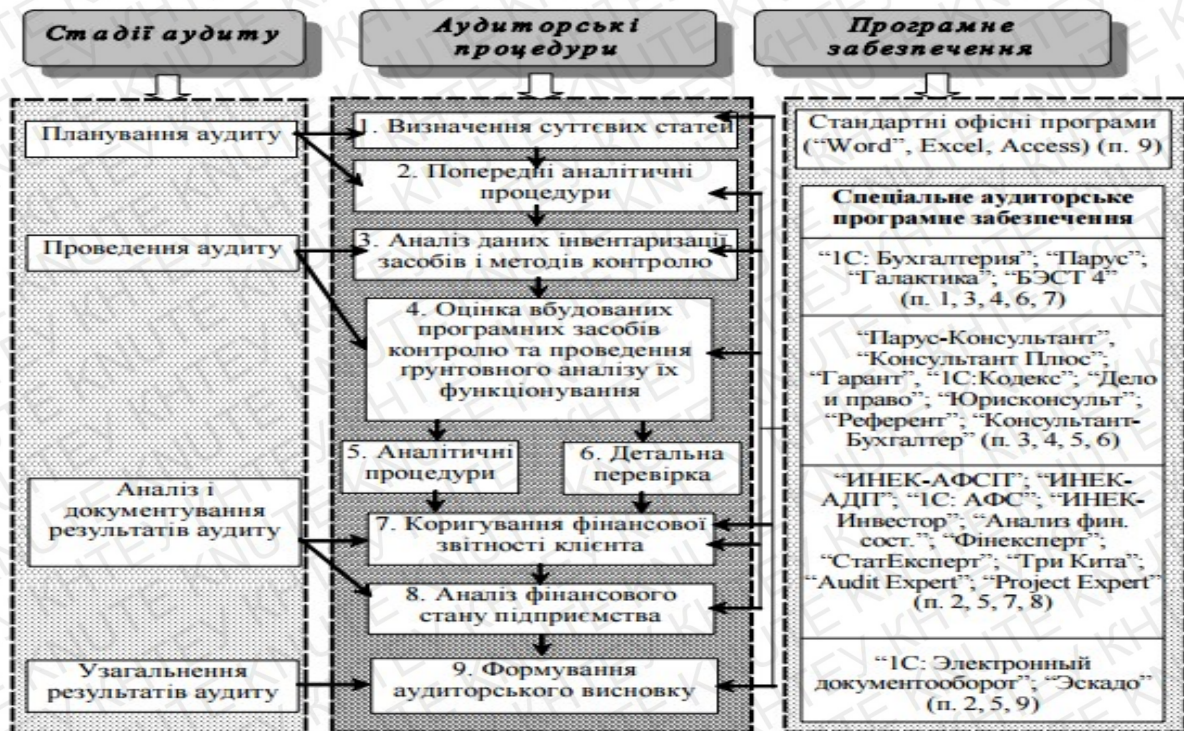 Стадії аудиту
Аудиторські
процедури
Програмне
забезпечення
Планування аудиту
Проведення аудиту
Аналіз і
документування
результатів аудиту
Узагальнення
результатів аудиту
1. Визначення суттєвих статей
2. Попередні аналітичні
процедури
3. Аналіз даних інвентаризації
засобів і методів контролю
4. Оцінка вбудованих
програмних засобів
контролю та проведення
ґрунтовного аналізу їх
функціонування
5. Аналітичні
процедури
6. Детальна
перевірка
7. Коригування фінансової
звітності клієнта
8. Аналіз фінансового
стану підприємства
9. Формування
аудиторського висновку
Стандартні офісні програми
(“Word”, Excel, Access) (п. 9)
Спеціальне аудиторське
програмне забезпечення
“1С: Бухгалтерия”; “Парус”;
“Галактика”; “БЭСТ 4”
(п. 1, 3, 4, 6, 7)
“Парус-Консультант”,
“Консультант Плюс”;
“Гарант”, “1С:Кодекс”; “Дело
и право”; “Юрисконсульт”;
“Референт”; “Консультант-
Бухгалтер” (п. 3, 4, 5, 6)
“ИНЕК-АФСП”; “ИНЕК-
АДП”; “1С: АФС”; “ИНЕК-
Инвестор”; “Анализ фин.
сост.”; “Фінексперт”;
“СтатЕксперт”; “Три Кита”;
“Audit Expert”; “Project Expert”
(п. 2, 5, 7, 8)
“1С: Электронный
документооборот”; “Эскадо”
(п. 2, 5, 9)